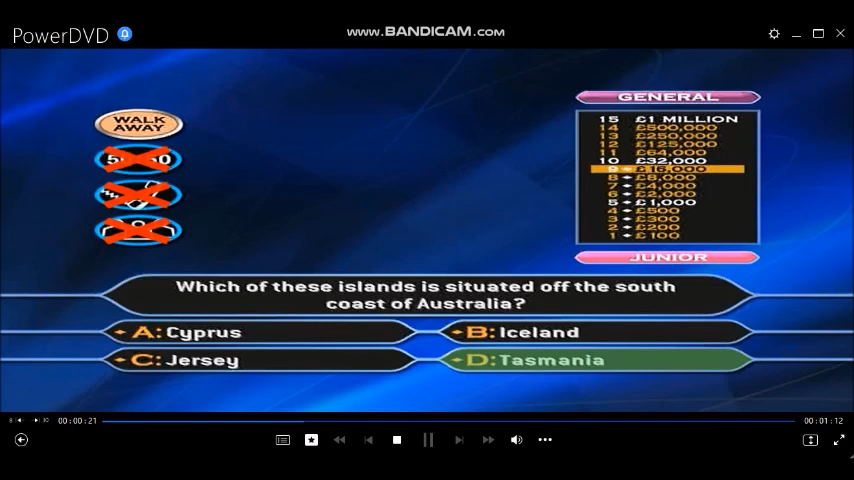 PowerDVD
www.BANDICAM.com
WALK
AWAY
GENERAL
15 £1 MILLION
14 £500,000
13 £250,000
12 £125,000
11 £64,000
10 £32,000
9 £16,000
8 £8,000
7 £4,000
6 £2,000
5 £1,000
4 £500
3 £300
2 £200
1 £100
JUNIOR
Which of these islands is situated off the south
coast of Australia?
A: Cyprus
B: Iceland
C: Jersey
D: Tasmania
00:00:21
00:01:12